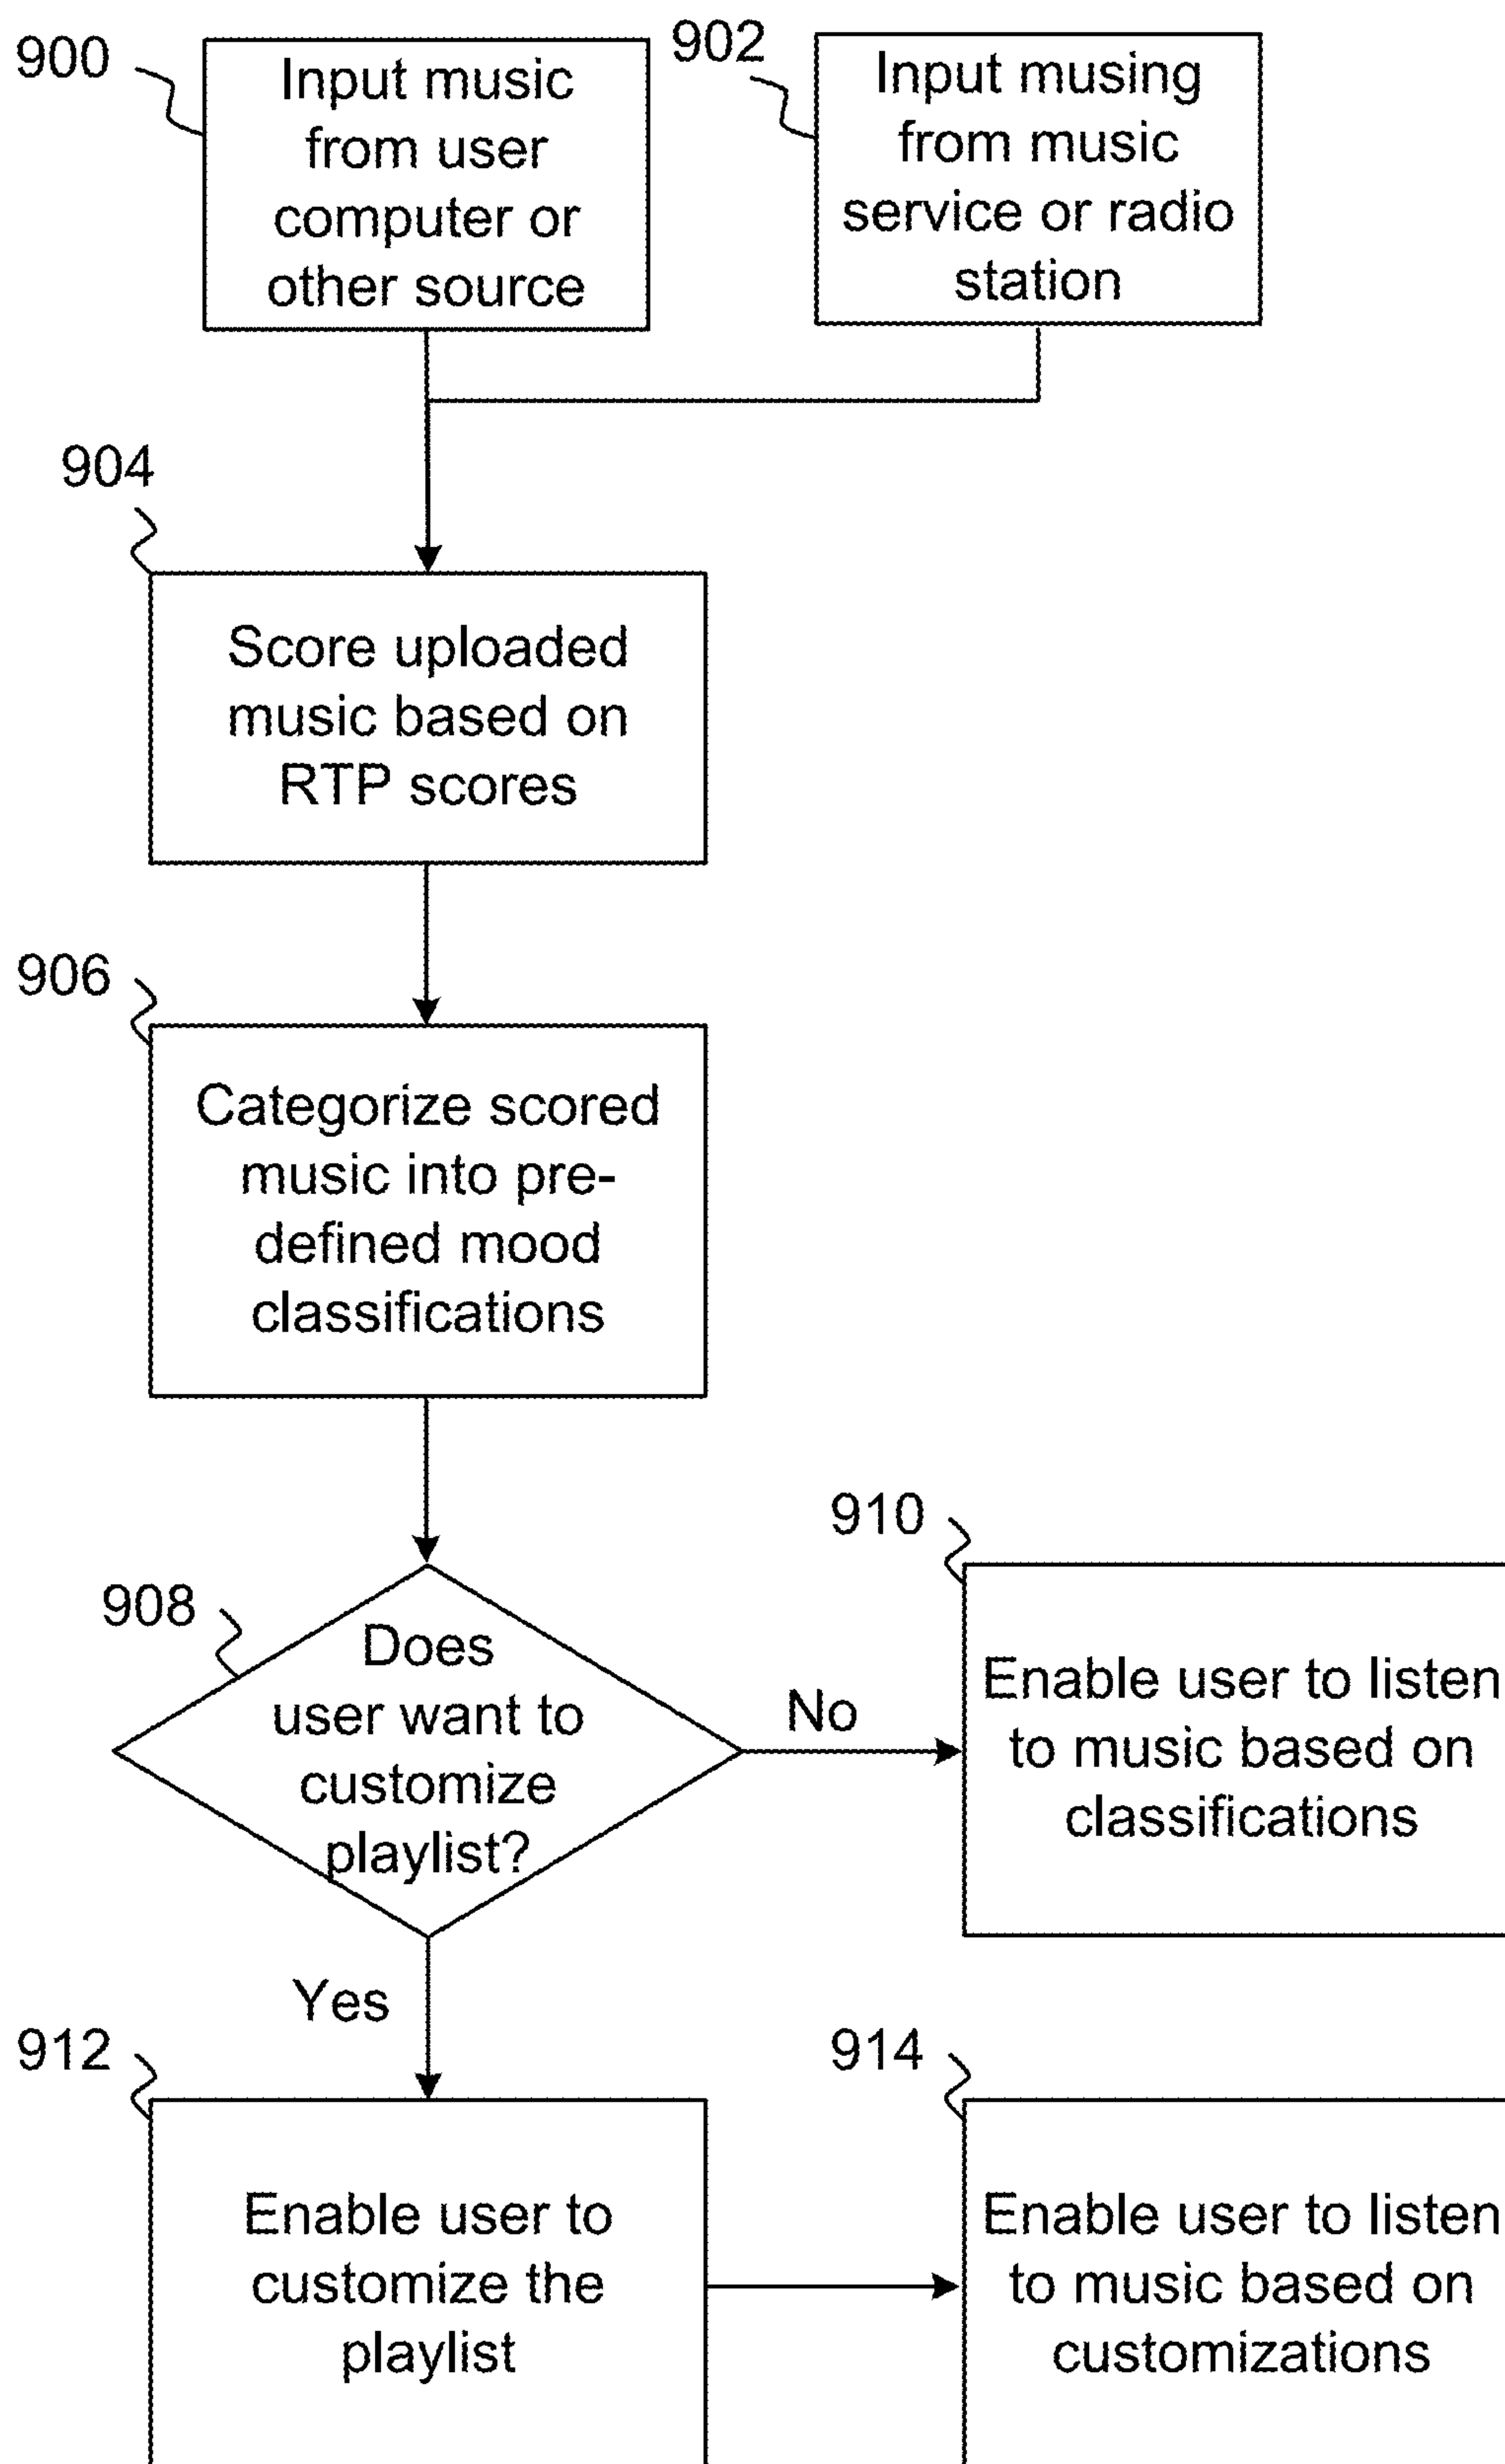 900
Input music
from user
computer or
other source
902
Input musing
from music
service or radio
station
904
Score uploaded
music based on
RTP scores
906
Categorize scored
music into pre-
defined mood
classifications
908
Does
user want to
customize
playlist?
No
910
Enable user to listen
to music based on
classifications
Yes
912
Enable user to
customize the
playlist
914
Enable user to listen
to music based on
customizations